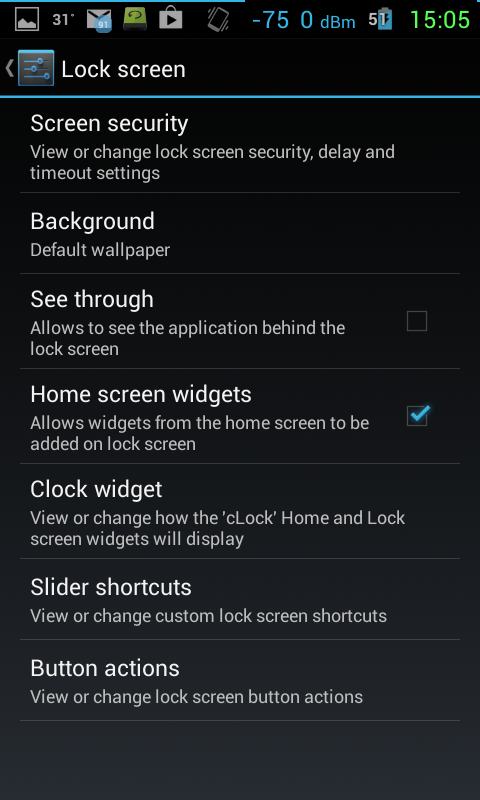 31° 91 -75 0 dBm 51 15:05
Lock screen
Screen security
View or change lock screen security, delay and
timeout settings
Background
Default wallpaper
See through
Allows to see the application behind the
lock screen
Home screen widgets
Allows widgets from the home screen to be
added on lock screen
Clock widget
View or change how the 'cLock' Home and Lock
screen widgets will display
Slider shortcuts
View or change custom lock screen shortcuts
Button actions
View or change lock screen button actions